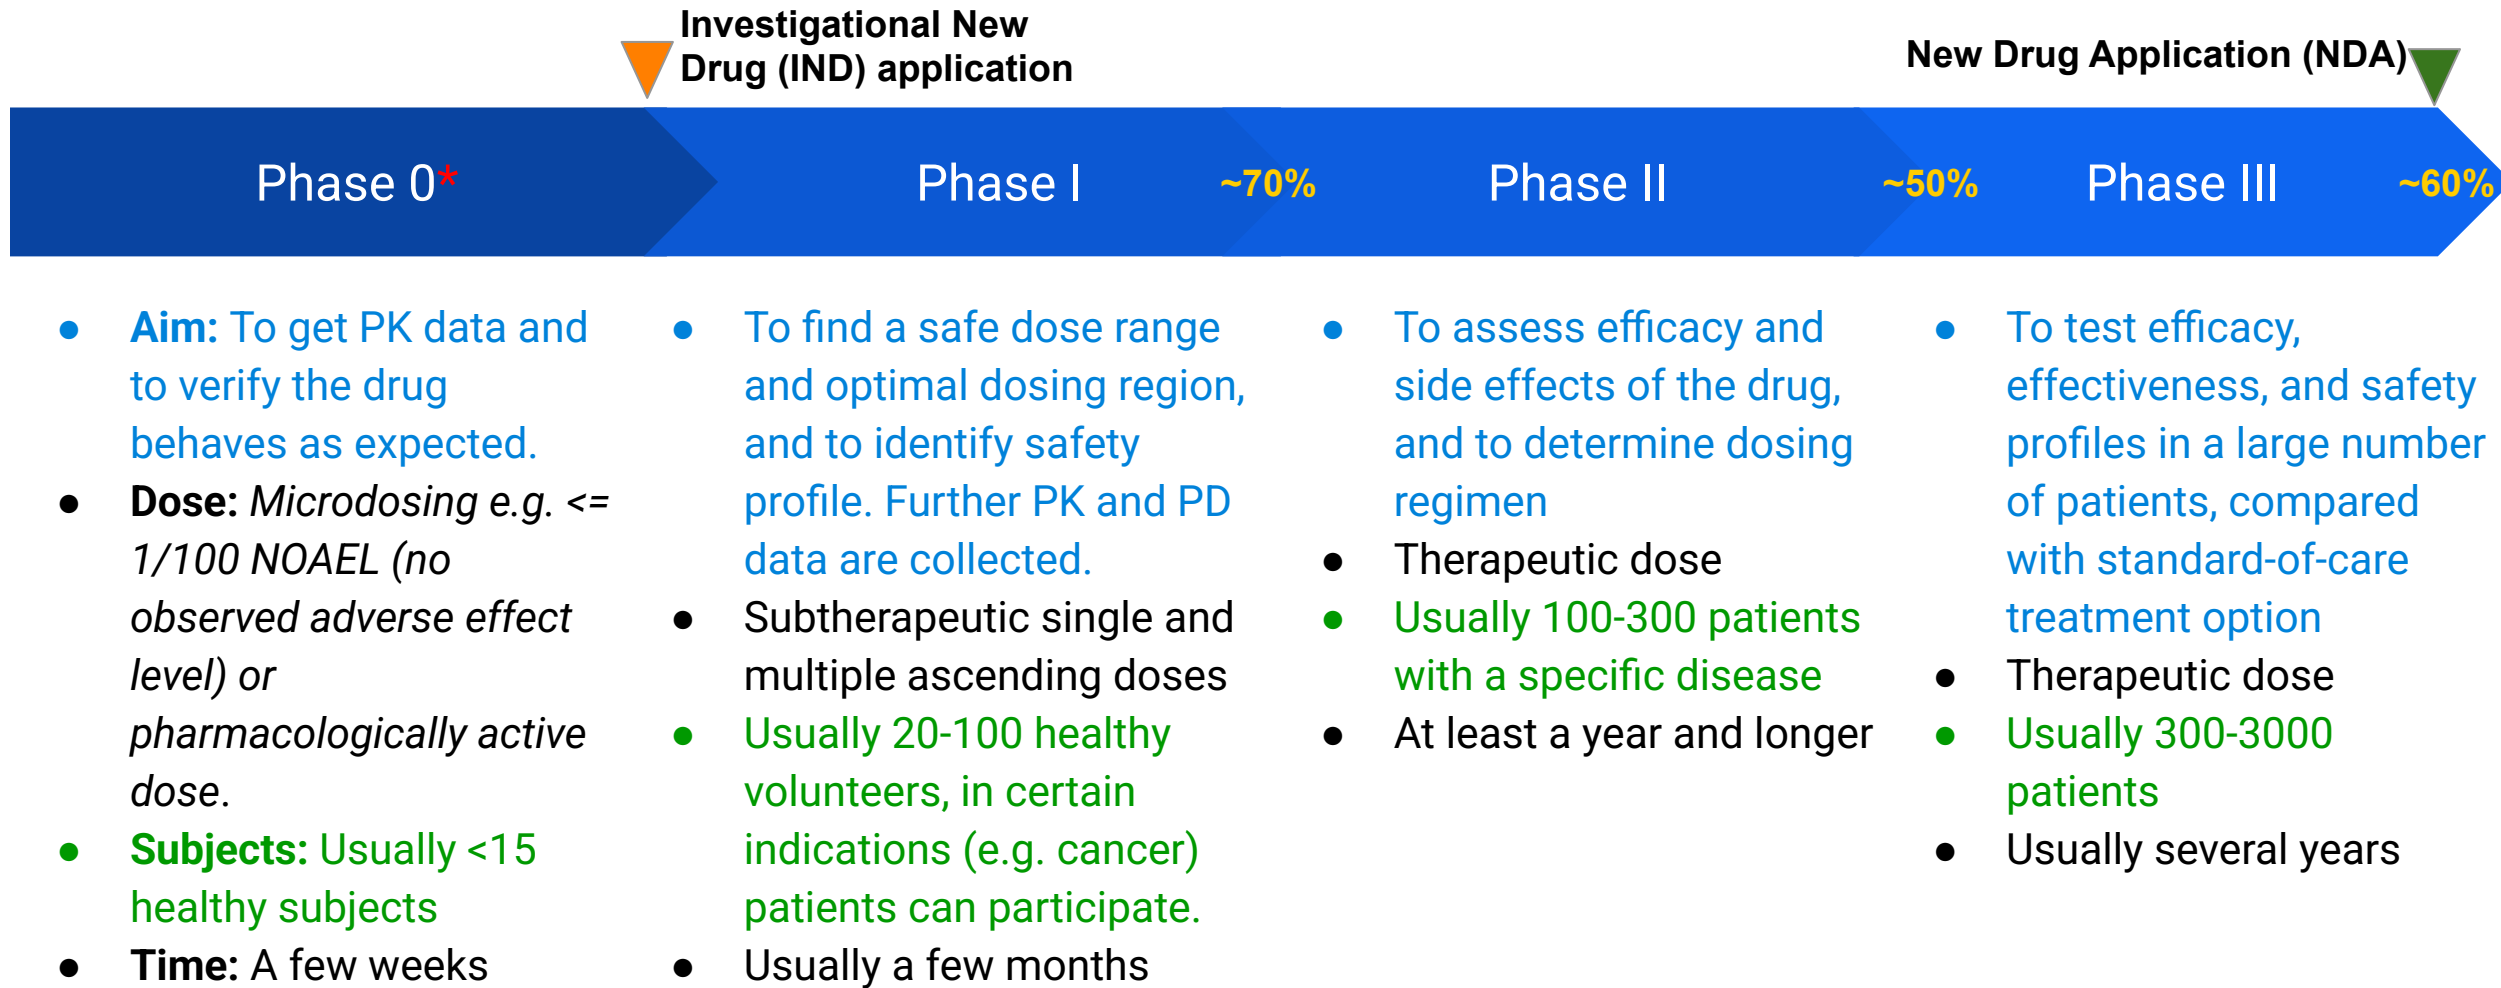 Investigational New
Drug (IND) application
New Drug Application (NDA)
Phase 0*
Phase I
~70%
Phase II
~50%
Phase III
~60%
● Aim: To get PK data and
to verify the drug
behaves as expected.
● Dose: Microdosing e.g. <=
1/100 NOAEL (no
observed adverse effect
level) or
pharmacologically active
dose.
● Subjects: Usually <15
healthy subjects
● Time: A few weeks
● To find a safe dose range
and optimal dosing region,
and to identify safety
profile. Further PK and PD
data are collected.
● Subtherapeutic single and
multiple ascending doses
● Usually 20-100 healthy
volunteers, in certain
indications (e.g. cancer)
patients can participate.
● Usually a few months
● To assess efficacy and
side effects of the drug,
and to determine dosing
regimen
● Therapeutic dose
● Usually 100-300 patients
with a specific disease
● At least a year and longer
● To test efficacy,
effectiveness, and safety
profiles in a large number
of patients, compared
with standard-of-care
treatment option
● Therapeutic dose
● Usually 300-3000
patients
● Usually several years